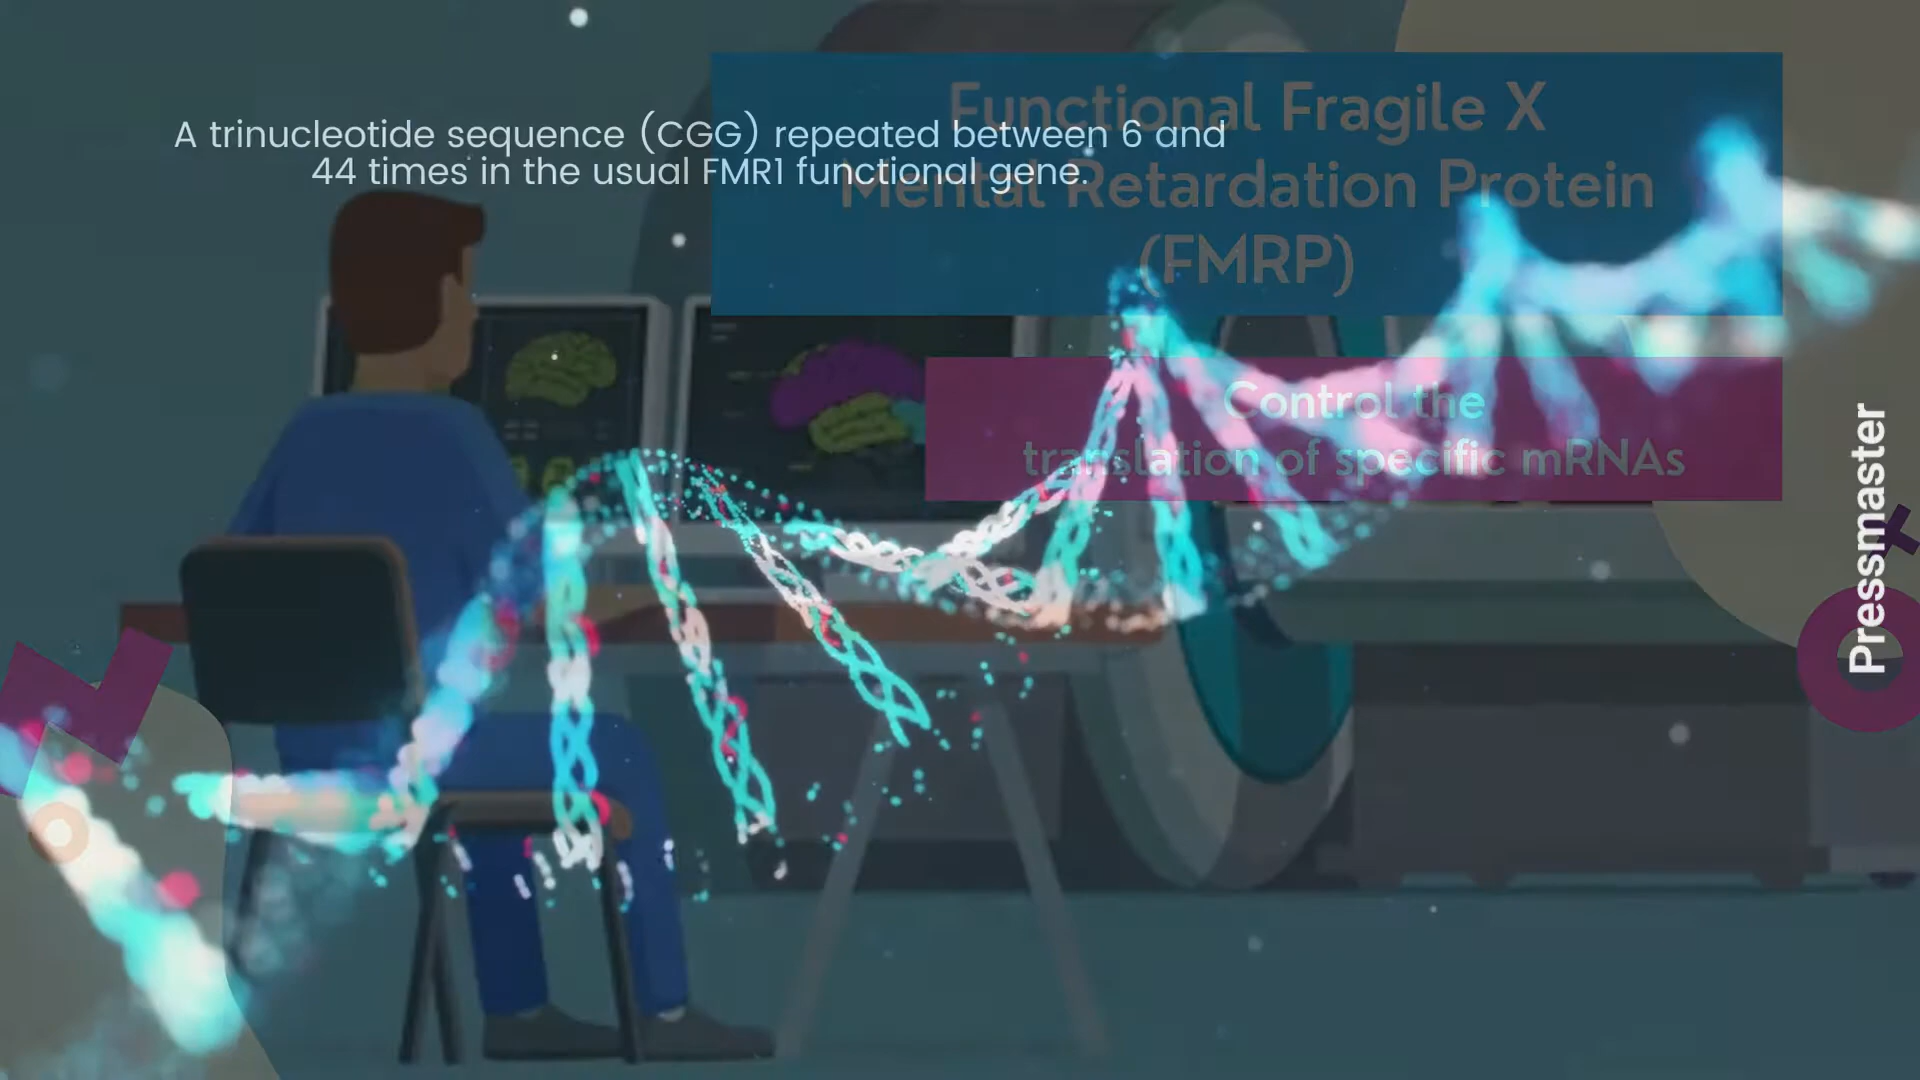 A trinucleotide sequence (CGG) repeated between 6 and
44 times in the usual FMR1 functional gene.
Functional Fragile X
Mental Retardation Protein
(FMRP)
Control the
translation of specific mRNAs
Pressmaster